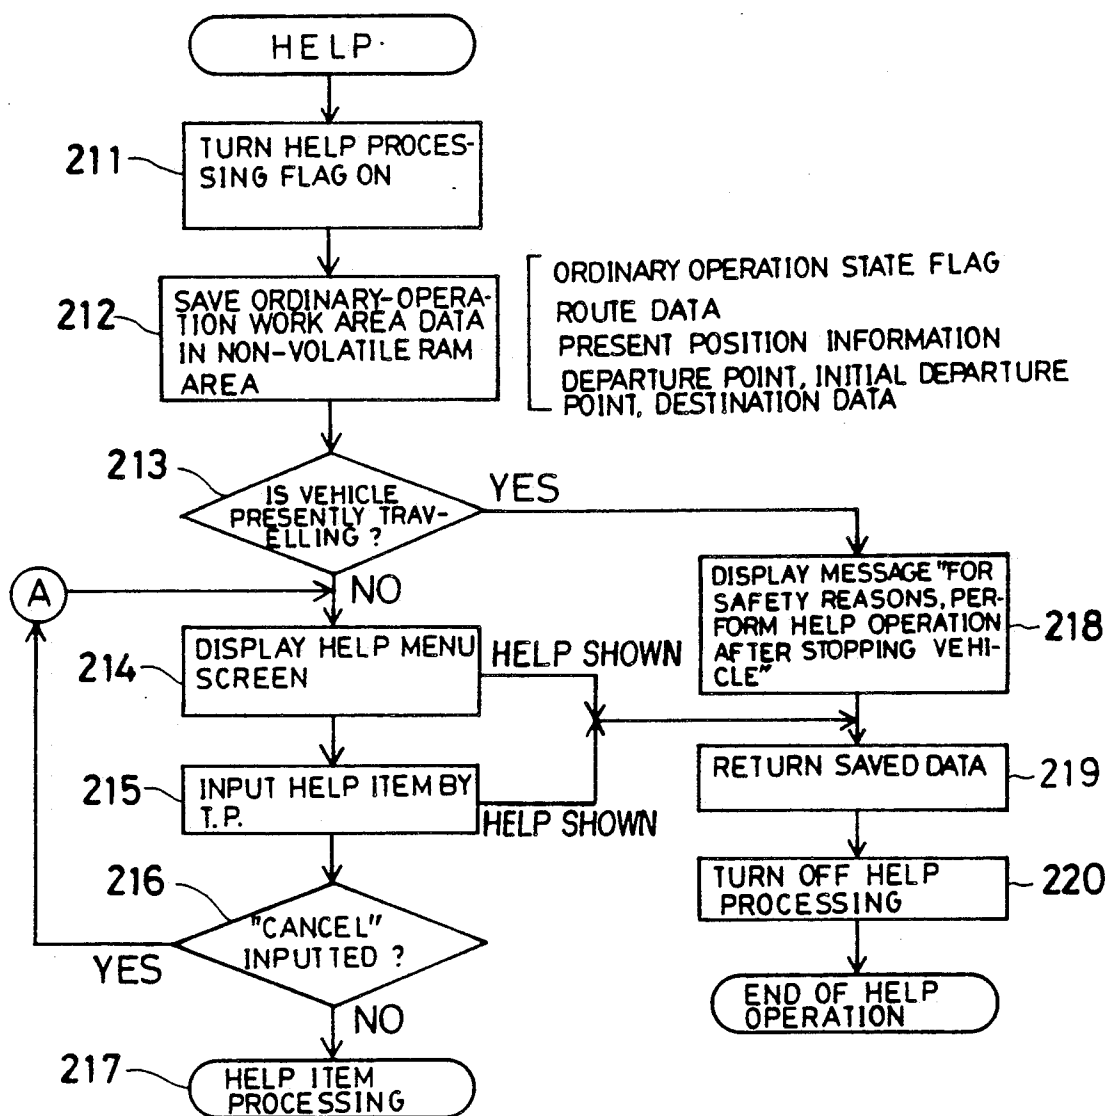 HELP
211
TURN HELP PROCES-
SING FLAG ON
212
SAVE ORDINARY-OPERA-
TION WORK AREA DATA
IN NON-VOLATILE RAM
AREA
ORDINARY OPERATION STATE FLAG
ROUTE DATA
PRESENT POSITION INFORMATION
DEPARTURE POINT, INITIAL DEPARTURE
POINT, DESTINATION DATA
213
IS VEHICLE
PRESENTLY TRAV-
ELLING ?
YES
NO
A
214
DISPLAY HELP MENU
SCREEN
HELP SHOWN
DISPLAY MESSAGE "FOR
SAFETY REASONS, PER-
FORM HELP OPERATION
AFTER STOPPING VEHI-
CLE"
218
215
INPUT HELP ITEM BY
T.P.
HELP SHOWN
RETURN SAVED DATA
219
216
"CANCEL"
INPUTTED ?
YES
NO
TURN OFF HELP
PROCESSING
220
END OF HELP
OPERATION
217
HELP ITEM
PROCESSING